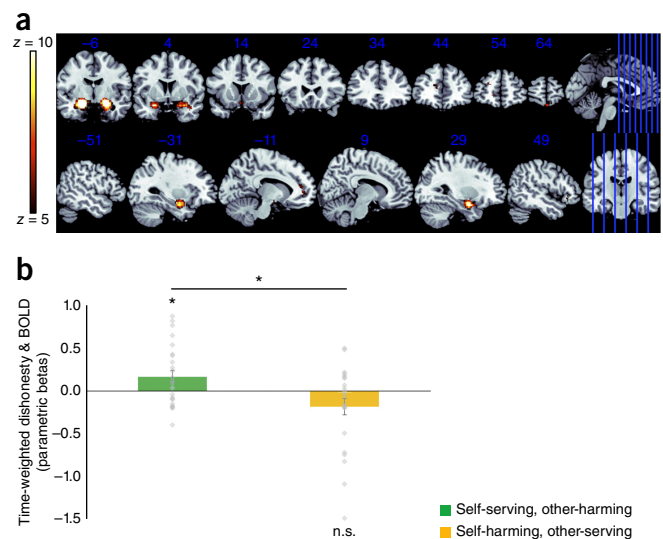 a
z = 10
z = 5
−6 4 14 24 34 44 54 64
−51 −31 −11 9 29 49
b
Time-weighted dishonesty & BOLD
(parametric betas)
1.0
0.5
0.0
−0.5
−1.0
−1.5
*
*
n.s.
Self-serving, other-harming
Self-harming, other-serving